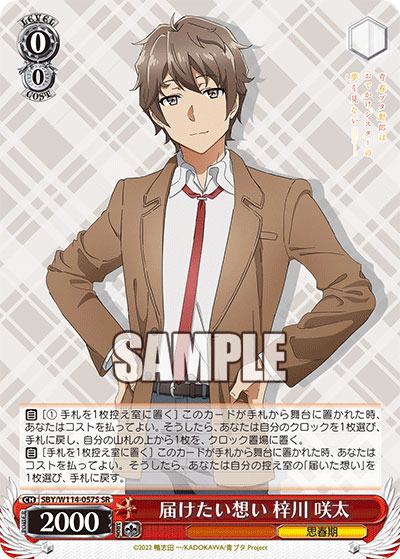 LEVEL
0
0
COST
青春ブタ野郎は
おでかけシスターの
夢を見ない
SAMPLE
自 [① 手札を1枚控え室に置く] このカードが手札から舞台に置かれた時、
あなたはコストを払ってよい。そうしたら、あなたは自分のクロックを1枚選び、
手札に戻し、自分の山札の上から1枚を、クロック置場に置く。
自 [手札を1枚控え室に置く] このカードが手札から舞台に置かれた時、あなたは
コストを払ってよい。そうしたら、あなたは自分の控え室の「届いた想い」を1枚
選び、手札に戻す。
CH SBY/W114-057S SR
届けたい想い 梓川 咲太
2000
思春期
©2022 鴨志田 一/KADOKAWA/青ブタ Project